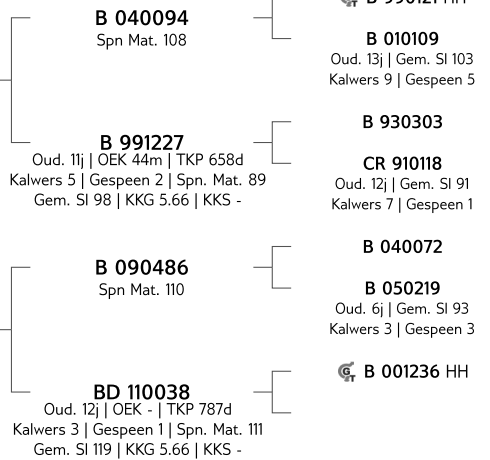 B 040094
Spn Mat. 108
B 010109
Oud. 13j | Gem. SI 103
Kalwers 9 | Gespeen 5
B 991227
Oud. 11j | OEK 44m | TKP 658d
Kalwers 5 | Gespeen 2 | Spn. Mat. 89
Gem. SI 98 | KKG 5.66 | KKS -
B 930303
CR 910118
Oud. 12j | Gem. SI 91
Kalwers 7 | Gespeen 1
B 090486
Spn Mat. 110
B 040072
B 050219
Oud. 6j | Gem. SI 93
Kalwers 3 | Gespeen 3
BD 110038
Oud. 12j | OEK - | TKP 787d
Kalwers 3 | Gespeen 1 | Spn. Mat. 111
Gem. SI 119 | KKG 5.66 | KKS -
GT B 001236 HH